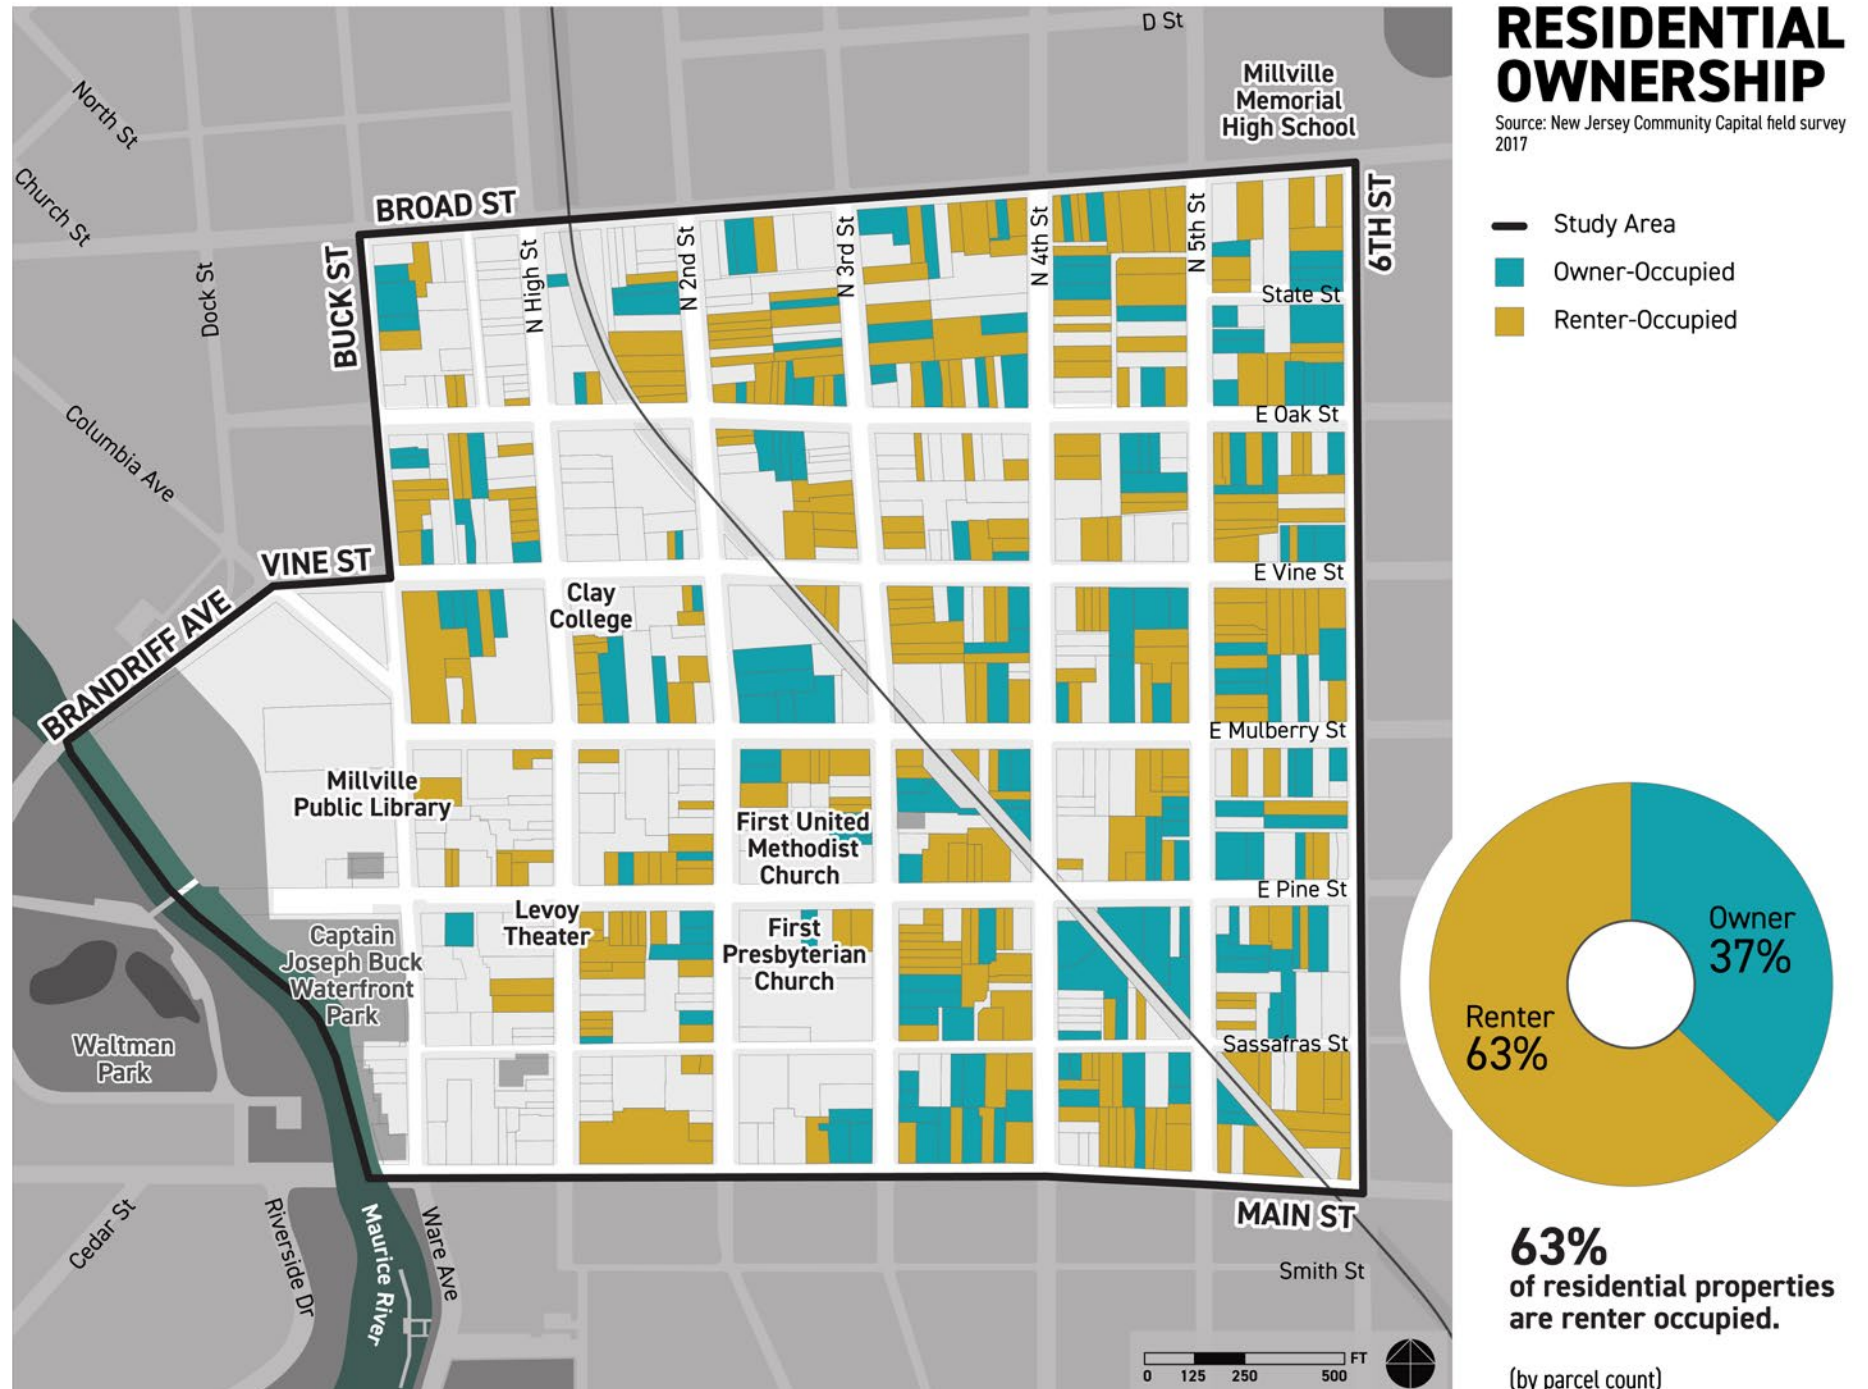 RESIDENTIAL
OWNERSHIP
Source: New Jersey Community Capital field survey
2017
Study Area
Owner-Occupied
Renter-Occupied
D St
Millville
Memorial
High School
North St
Church St
Dock St
Columbia Ave
BROAD ST
BUCK ST
N High St
N 2nd St
N 3rd St
N 4th St
N 5th St
6TH ST
State St
E Oak St
VINE ST
E Vine St
BRANDRIFF AVE
Clay
College
E Mulberry St
Millville
Public Library
First United
Methodist
Church
E Pine St
Levoy
Theater
First
Presbyterian
Church
Captain
Joseph Buck
Waterfront
Park
Waltman
Park
Sassafras St
MAIN ST
Cedar St
Riverside Dr
Maurice River
Ware Ave
Smith St
0 125 250 500 FT
Owner
37%
Renter
63%
63%
of residential properties
are renter occupied.
(by parcel count)